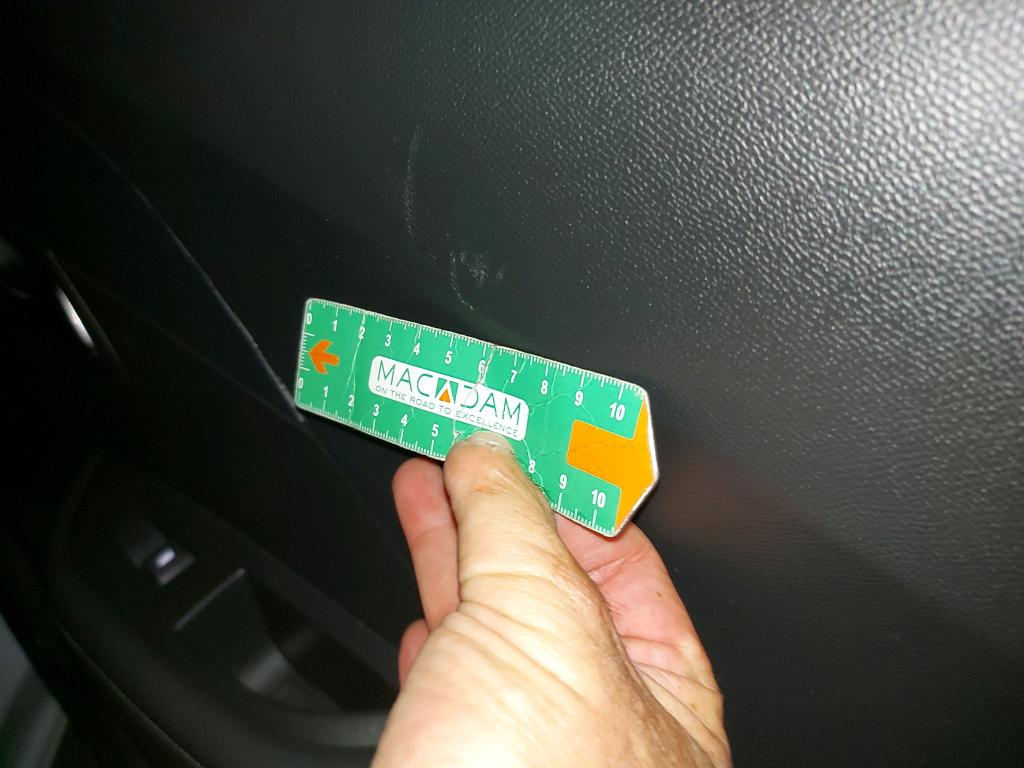 0 1 2 3 4 5 6 7 8 9 10
MACADAM
ON THE ROAD TO EXCELLENCE
0 1 2 3 4 5 7 8 9 10